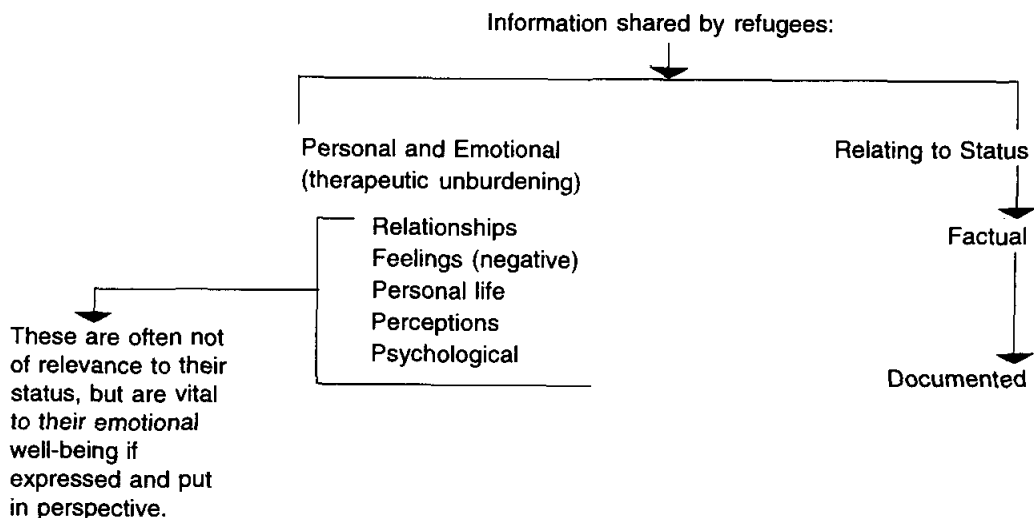 Information shared by refugees:
Personal and Emotional
(therapeutic unburdening)
Relationships
Feelings (negative)
Personal life
Perceptions
Psychological
These are often not
of relevance to their
status, but are vital
to their emotional
well-being if
expressed and put
in perspective.
Relating to Status
Factual
Documented